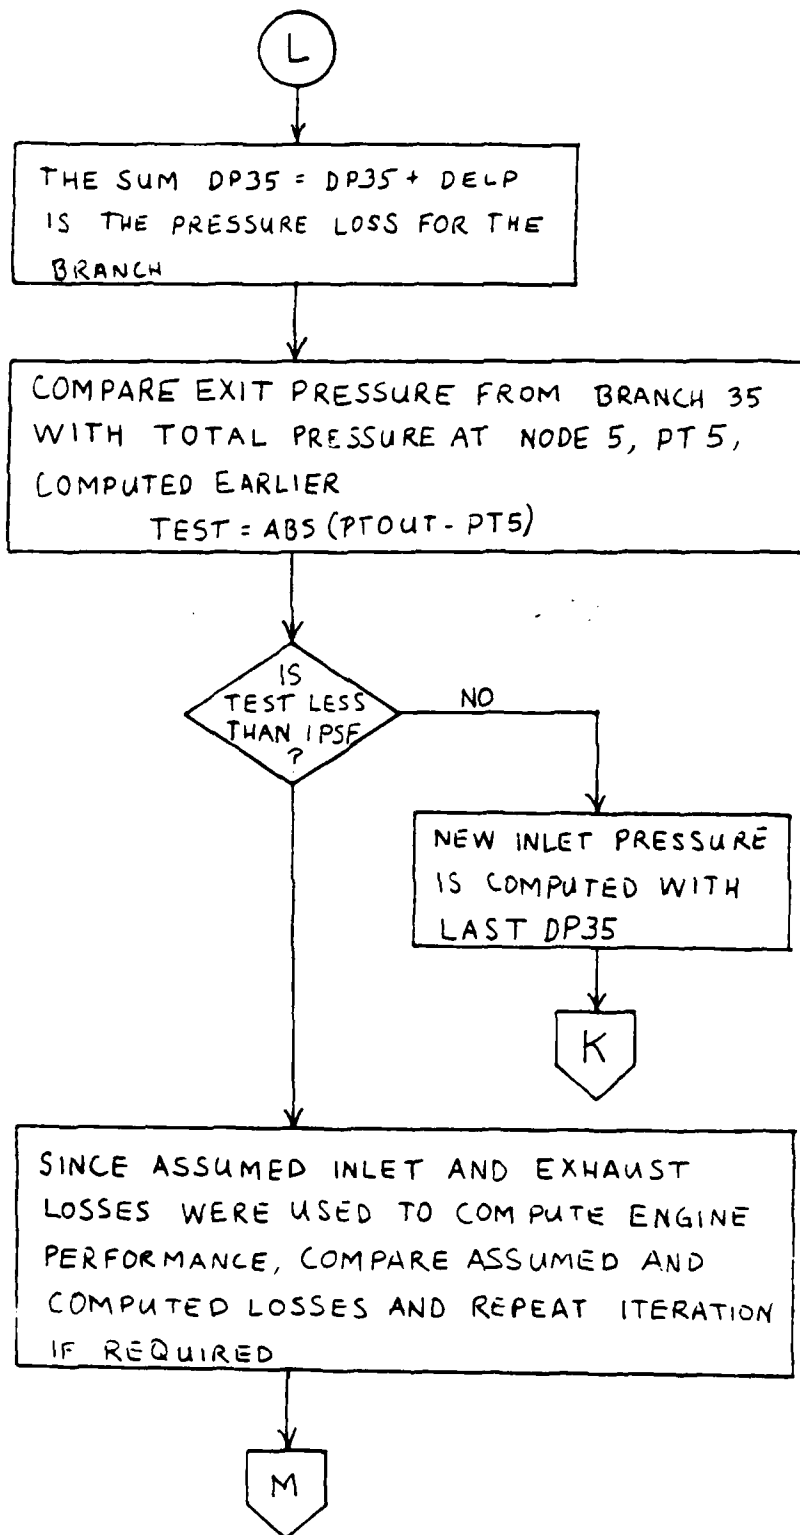 L
THE SUM DP35 = DP35 + DELP
IS THE PRESSURE LOSS FOR THE
BRANCH
COMPARE EXIT PRESSURE FROM BRANCH 35
WITH TOTAL PRESSURE AT NODE 5, PT 5,
COMPUTED EARLIER
TEST = ABS (PTOUT - PT5)
IS
TEST LESS
THAN 1 PSF
?
NO
NEW INLET PRESSURE
IS COMPUTED WITH
LAST DP35
K
SINCE ASSUMED INLET AND EXHAUST
LOSSES WERE USED TO COMPUTE ENGINE
PERFORMANCE, COMPARE ASSUMED AND
COMPUTED LOSSES AND REPEAT ITERATION
IF REQUIRED
M